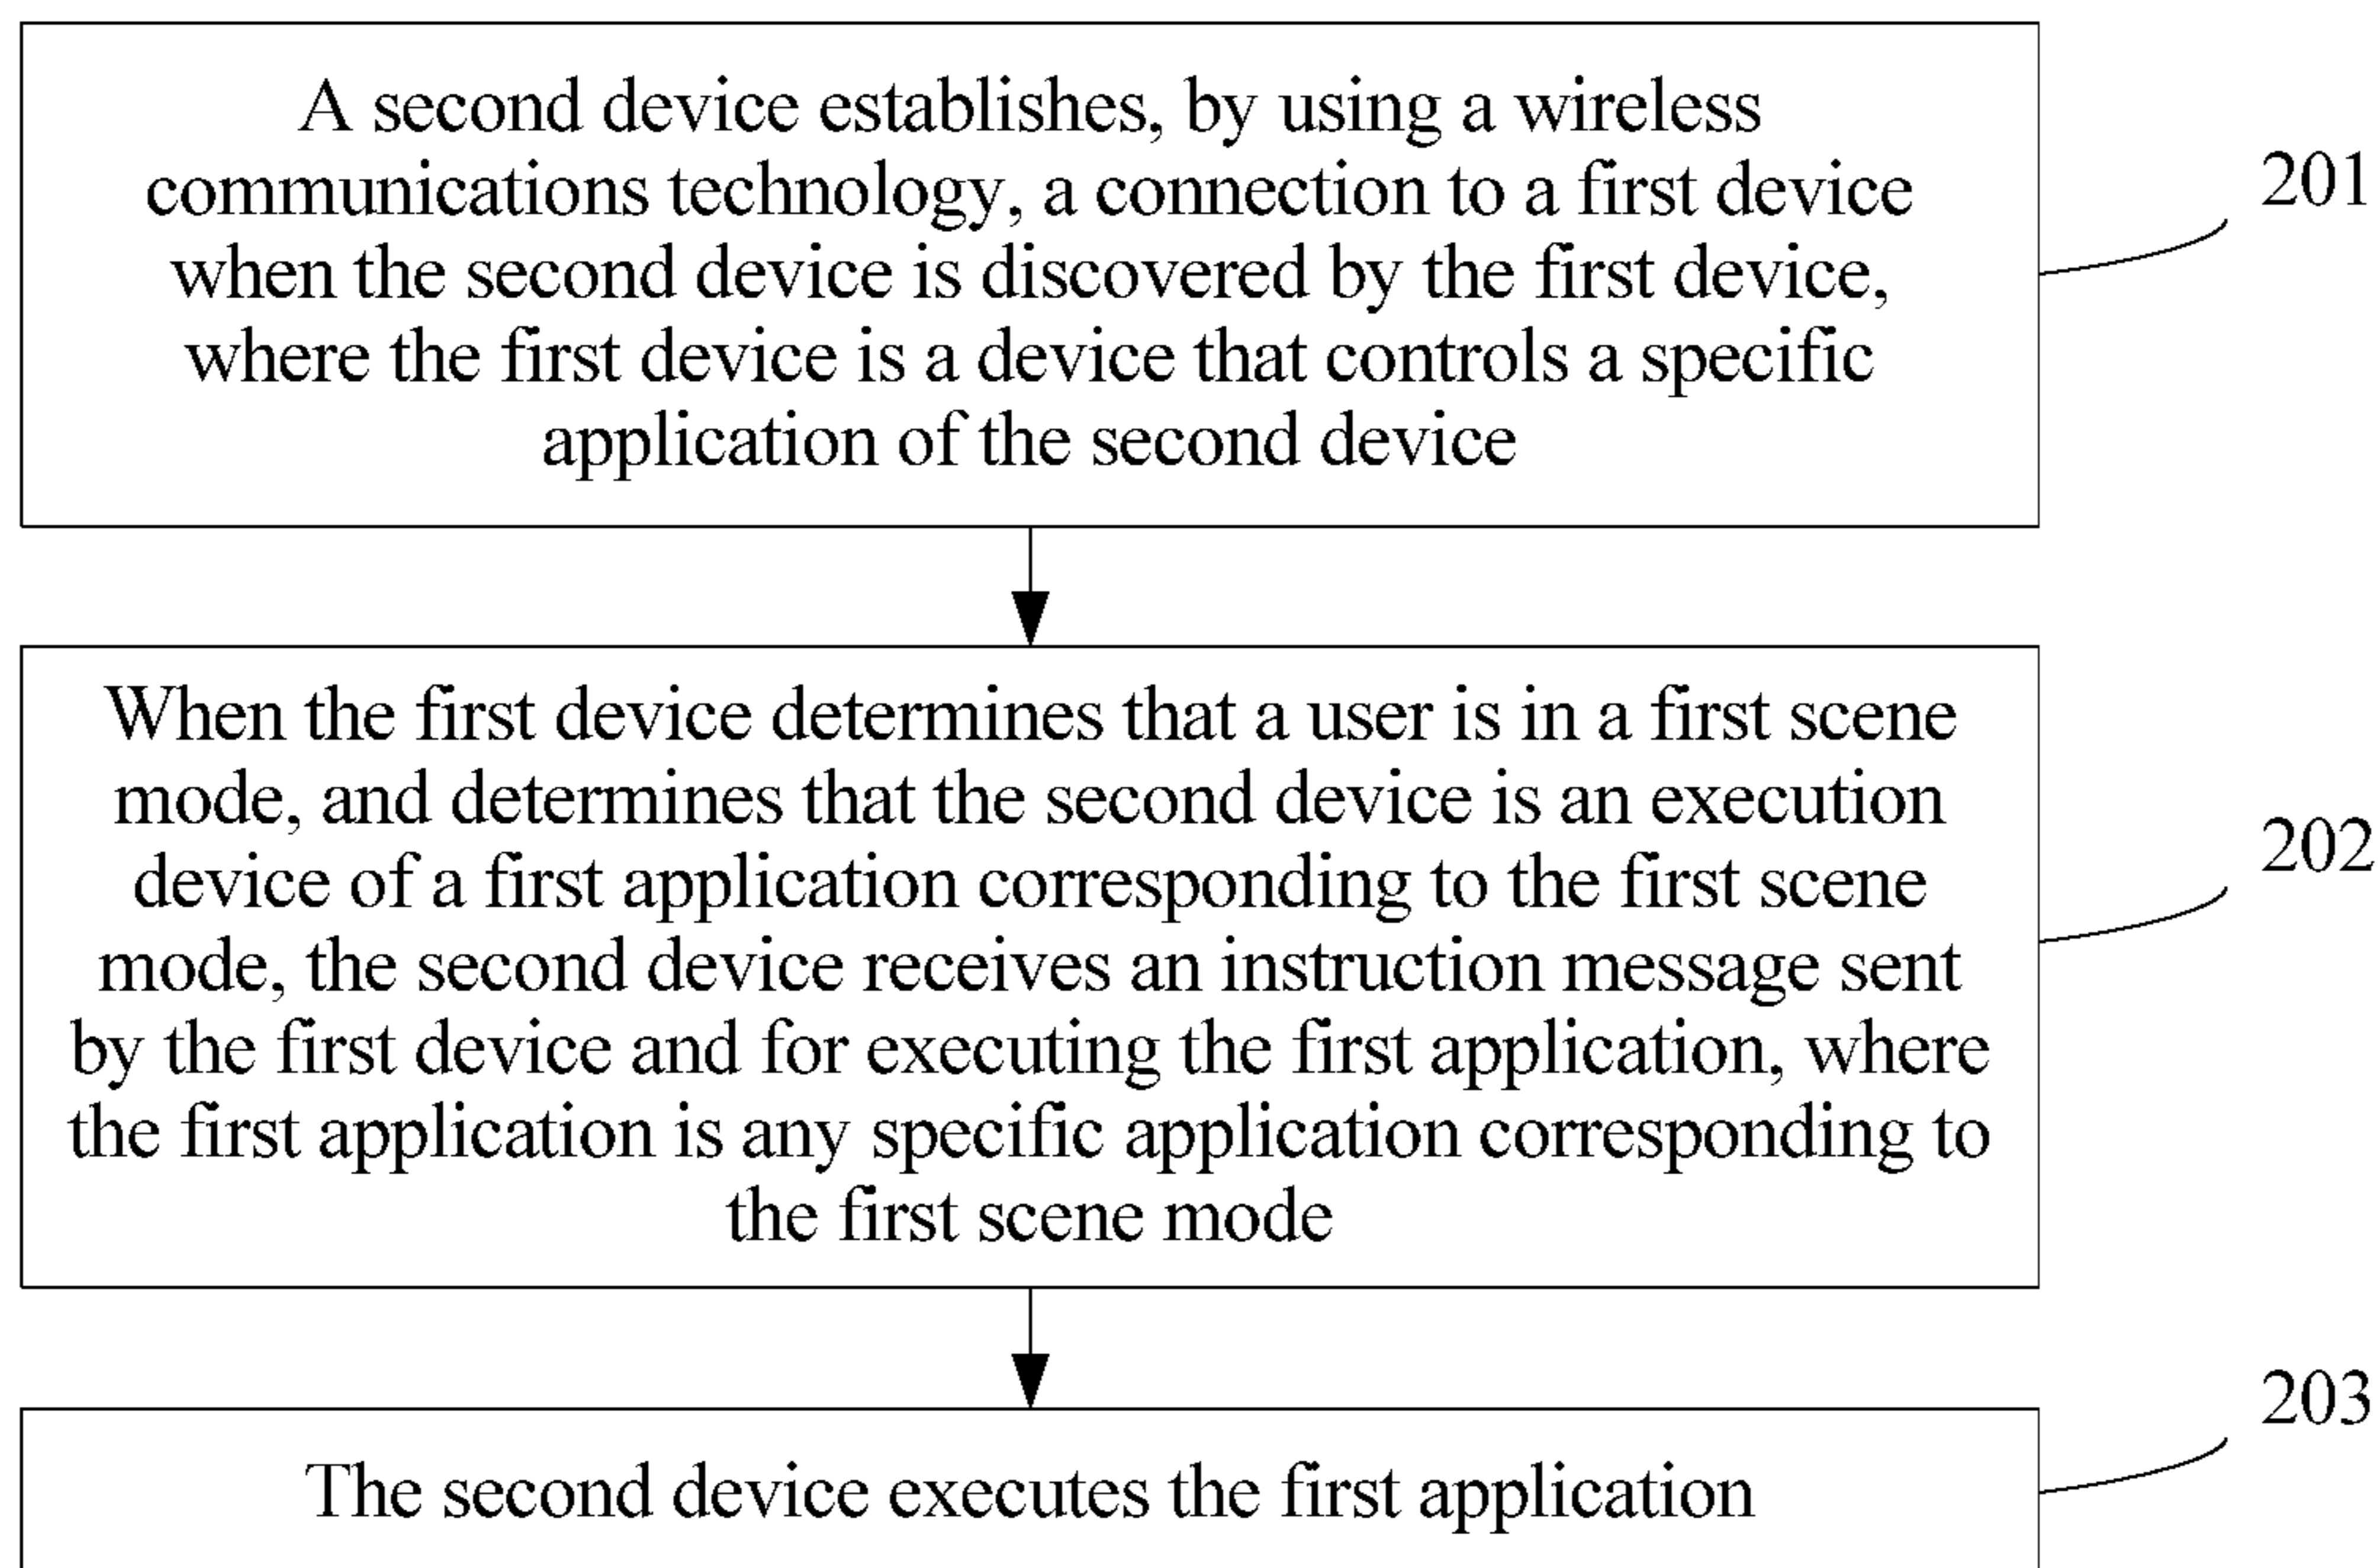 A second device establishes, by using a wireless
communications technology, a connection to a first device
when the second device is discovered by the first device,
where the first device is a device that controls a specific
application of the second device
201
When the first device determines that a user is in a first scene
mode, and determines that the second device is an execution
device of a first application corresponding to the first scene
mode, the second device receives an instruction message sent
by the first device and for executing the first application, where
the first application is any specific application corresponding to
the first scene mode
202
The second device executes the first application
203